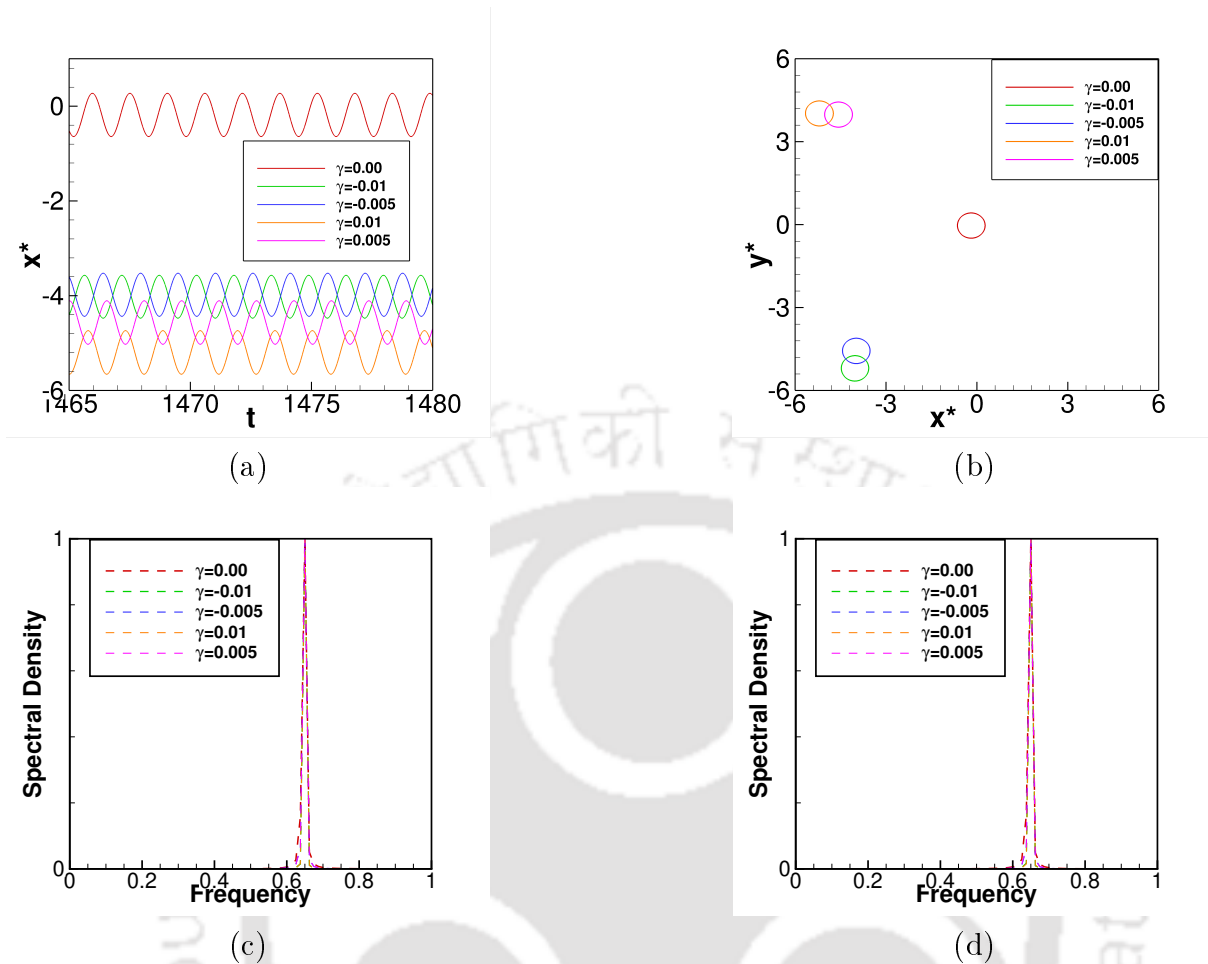 0
-2
-4
-6
x*
γ=0.00
γ=-0.01
γ=-0.005
γ=0.01
γ=0.005
1465 1470 1475 1480
t
(a)
6
3
0
-3
-6
y*
γ=0.00
γ=-0.01
γ=-0.005
γ=0.01
γ=0.005
-6 -3 0 3 6
x*
(b)
1
0
Spectral Density
γ=0.00
γ=-0.01
γ=-0.005
γ=0.01
γ=0.005
0 0.2 0.4 0.6 0.8 1
Frequency
(c)
1
0
Spectral Density
γ=0.00
γ=-0.01
γ=-0.005
γ=0.01
γ=0.005
0 0.2 0.4 0.6 0.8 1
Frequency
(d)